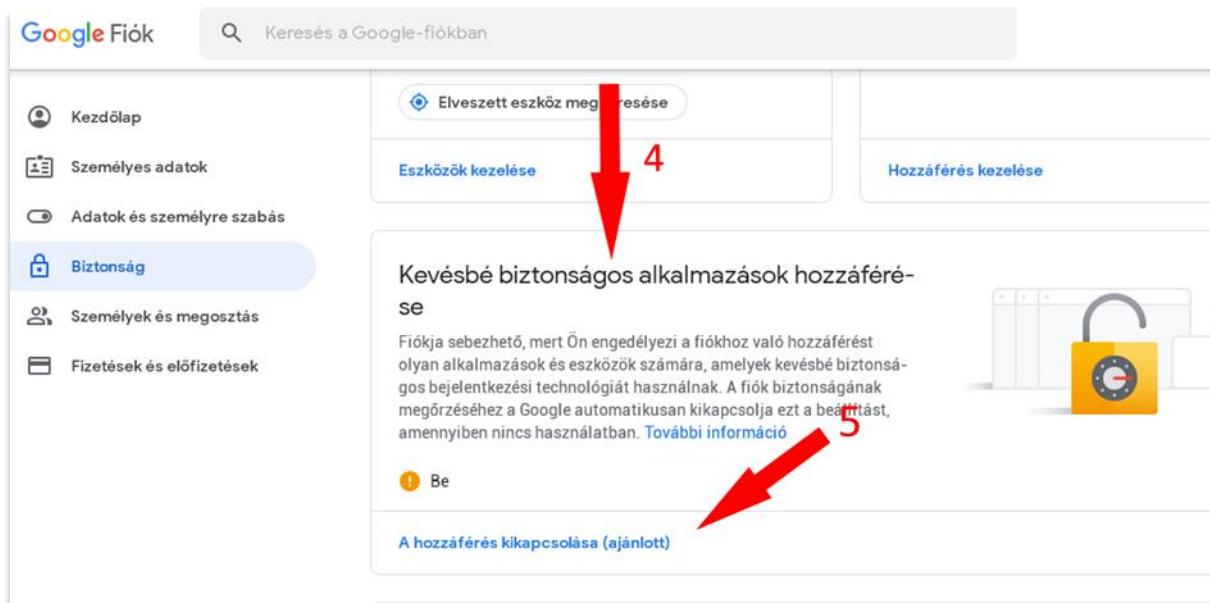 Google Fiók
Keresés a Google-fiókban
Kezdőlap
Személyes adatok
Adatok és személyre szabás
Biztonság
Személyek és megosztás
Fizetések és előfizetések
Elveszett eszköz megkeresése
4
Eszközök kezelése
Hozzáférés kezelése
Kevésbé biztonságos alkalmazások hozzáféré-
se
Fiókja sebezhető, mert Ön engedélyezi a fiókhoz való hozzáférést
olyan alkalmazások és eszközök számára, amelyek kevésbé biztonsá-
gos bejelentkezési technológiát használnak. A fiók biztonságának
megőrzéséhez a Google automatikusan kikapcsolja ezt a beállítást,
amennyiben nincs használatban. További információ
5
Be
A hozzáférés kikapcsolása (ajánlott)